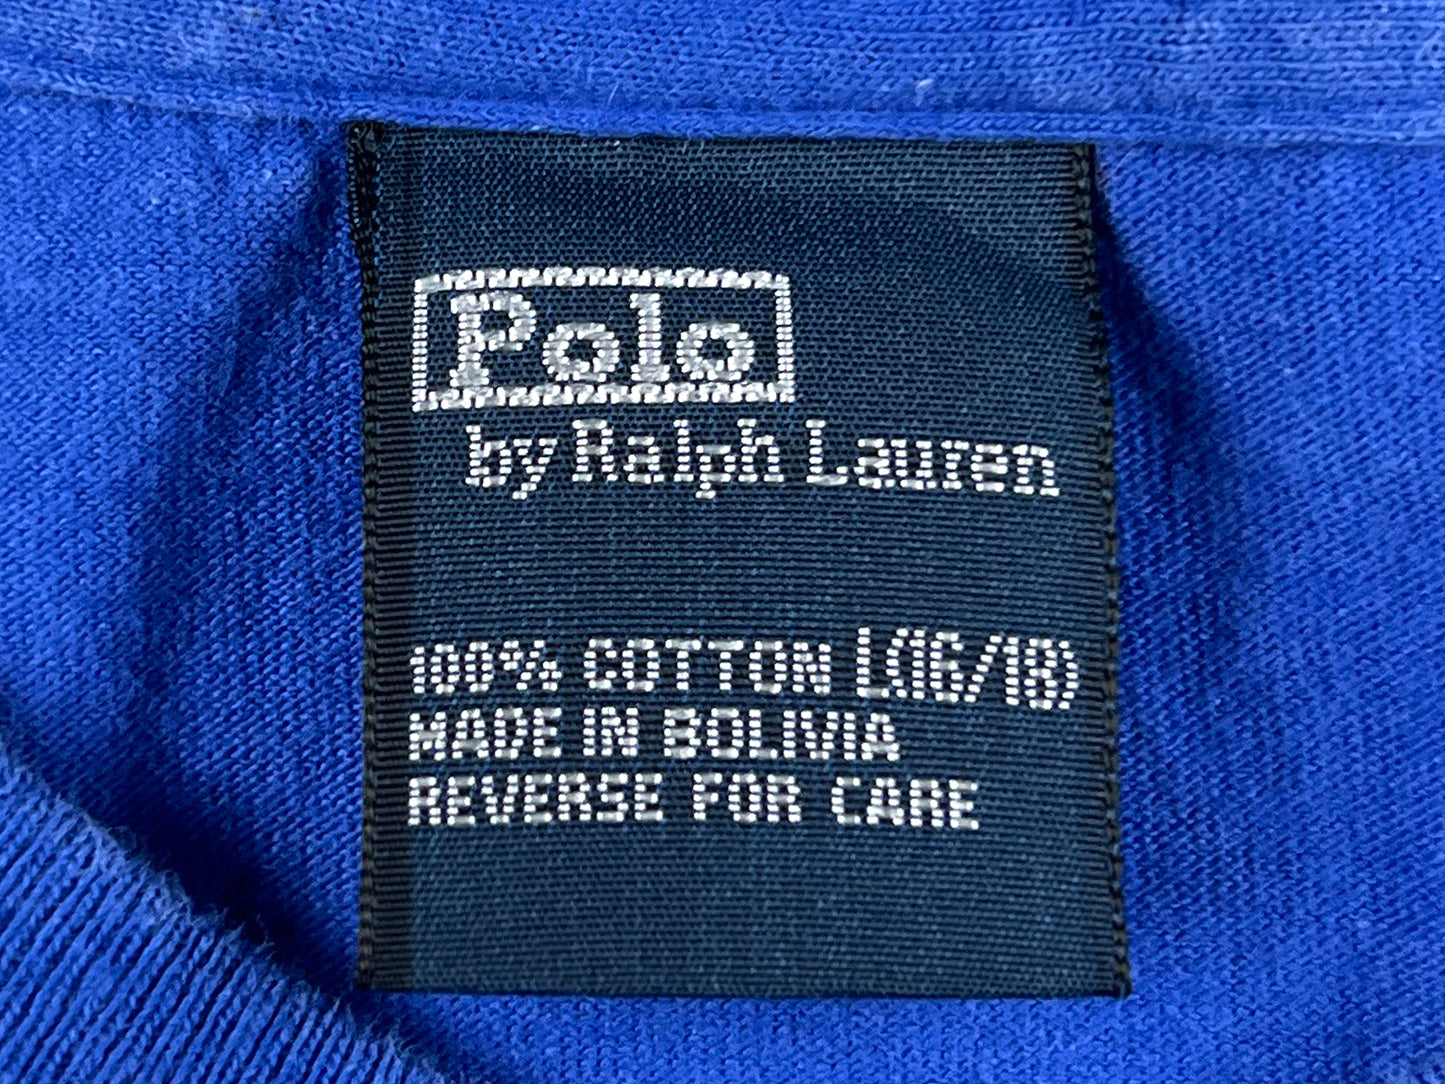 Polo
by Ralph Lauren
100% COTTON L(16/18)
MADE IN BOLIVIA
REVERSE FOR CARE